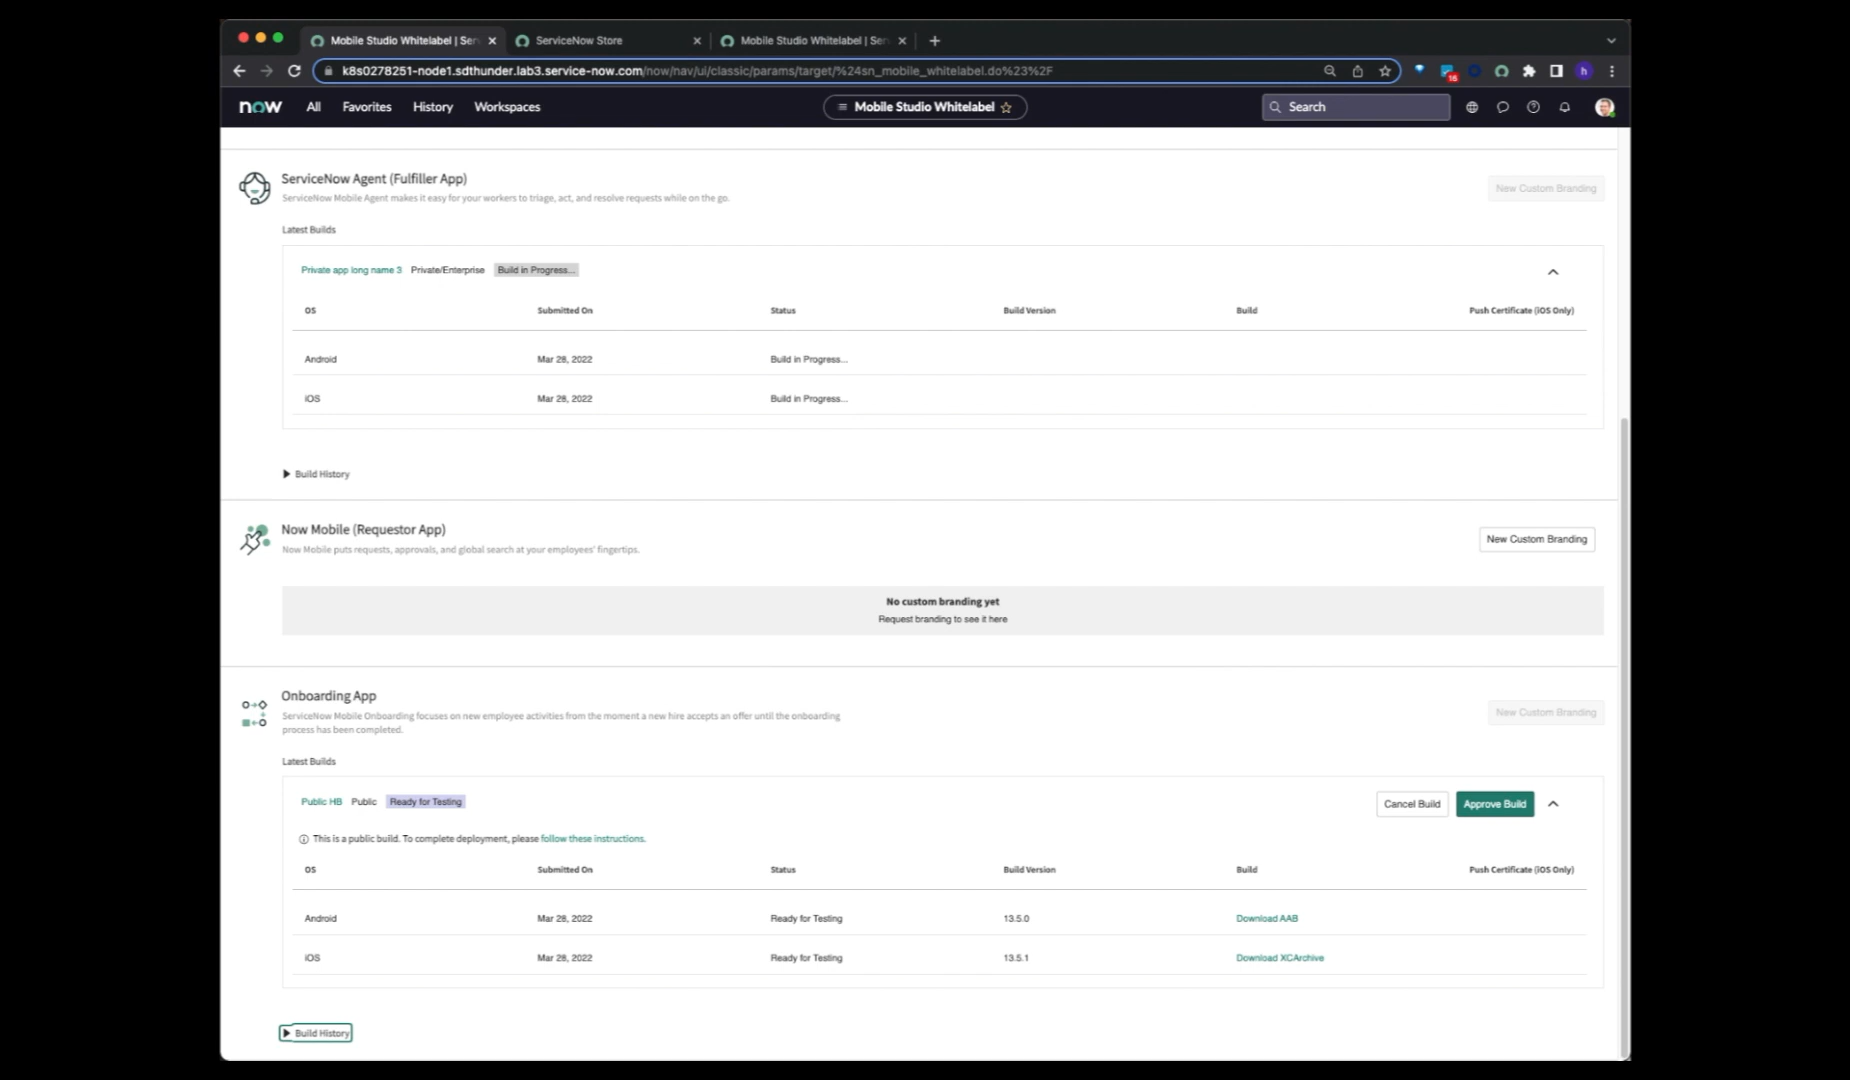 Mobile Studio Whitelabel | Ser
ServiceNow Store
Mobile Studio Whitelabel | Ser
k8s0278251-node1.sdthunder.lab3.service-now.com/now/nav/ui/classic/params/target/%24sn_mobile_whitelabel.do%23%2F
16
h
now All Favorites History Workspaces
Mobile Studio Whitelabel
Search
ServiceNow Agent (Fulfiller App)
New Custom Branding
ServiceNow Mobile Agent makes it easy for your workers to triage, act, and resolve requests while on the go.
Latest Builds
Private app long name 3 Private/Enterprise Build in Progress...
OS Submitted On Status Build Version Build Push Certificate (iOS Only)
Android Mar 28, 2022 Build in Progress...
iOS Mar 28, 2022 Build in Progress...
Build History
Now Mobile (Requestor App)
New Custom Branding
Now Mobile puts requests, approvals, and global search at your employees' fingertips.
No custom branding yet
Request branding to see it here
Onboarding App
New Custom Branding
ServiceNow Mobile Onboarding focuses on new employee activities from the moment a new hire accepts an offer until the onboarding
process has been completed.
Latest Builds
Public HB Public Ready for Testing
Cancel Build Approve Build
This is a public build. To complete deployment, please follow these instructions.
OS Submitted On Status Build Version Build Push Certificate (iOS Only)
Android Mar 28, 2022 Ready for Testing 13.5.0 Download AAB
iOS Mar 28, 2022 Ready for Testing 13.5.1 Download XCArchive
Build History